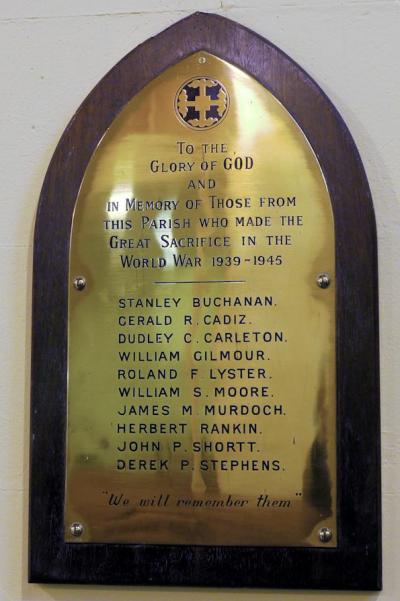 To the
Glory of GOD
and
in Memory of Those from
this Parish who made the
Great Sacrifice in the
World War 1939-1945
STANLEY BUCHANAN.
GERALD R. CADIZ.
DUDLEY C. CARLETON.
WILLIAM GILMOUR.
ROLAND F. LYSTER.
WILLIAM S. MOORE.
JAMES M. MURDOCH.
HERBERT RANKIN.
JOHN P. SHORTT.
DEREK P. STEPHENS.
"We will remember them"